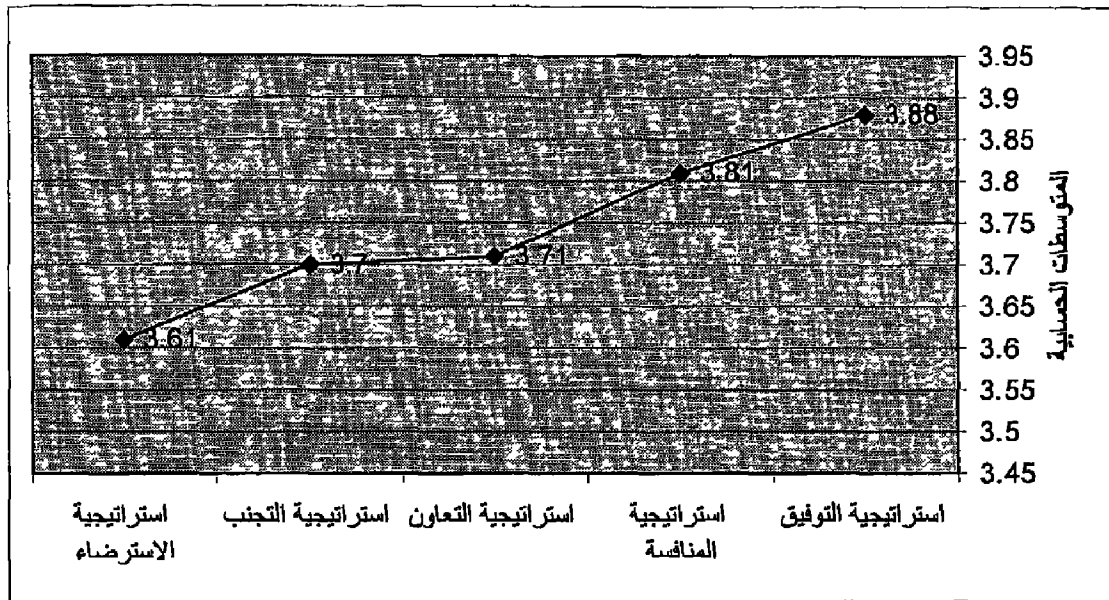 3.95
3.9
3.85
3.8
3.75
3.7
3.65
3.6
3.55
3.5
3.45
المتوسطات الحسابية
3.88
3.81
3.71
3.7
3.61
استراتيجية التوفيق
استراتيجية
المنافسة
استراتيجية التعاون
استراتيجية التجنب
استراتيجية
الاسترضاء